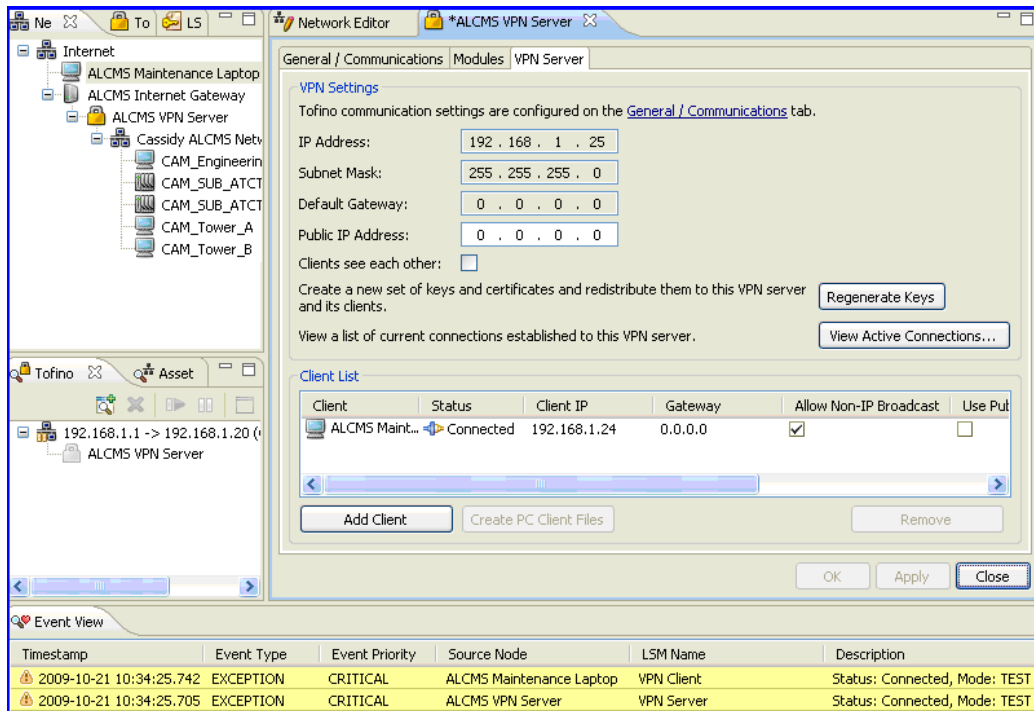 Ne To LS
Internet
ALCMS Maintenance Laptop
ALCMS Internet Gateway
ALCMS VPN Server
Cassidy ALCMS Netw
CAM_Engineerin
CAM_SUB_ATCT
CAM_SUB_ATCT
CAM_Tower_A
CAM_Tower_B
Tofino Asset
192.168.1.1 -> 192.168.1.20 (
ALCMS VPN Server
Network Editor *ALCMS VPN Server
General / Communications Modules VPN Server
VPN Settings
Tofino communication settings are configured on the General / Communications tab.
IP Address: 192 . 168 . 1 . 25
Subnet Mask: 255 . 255 . 255 . 0
Default Gateway: 0 . 0 . 0 . 0
Public IP Address: 0 . 0 . 0 . 0
Clients see each other:
Create a new set of keys and certificates and redistribute them to this VPN server
and its clients.
Regenerate Keys
View a list of current connections established to this VPN server. View Active Connections...
Client List
Client Status Client IP Gateway Allow Non-IP Broadcast Use Pub
ALCMS Maint... Connected 192.168.1.24 0.0.0.0
Add Client Create PC Client Files Remove
OK Apply Close
Event View
Timestamp Event Type Event Priority Source Node LSM Name Description
2009-10-21 10:34:25.742 EXCEPTION CRITICAL ALCMS Maintenance Laptop VPN Client Status: Connected, Mode: TEST
2009-10-21 10:34:25.705 EXCEPTION CRITICAL ALCMS VPN Server VPN Server Status: Connected, Mode: TEST